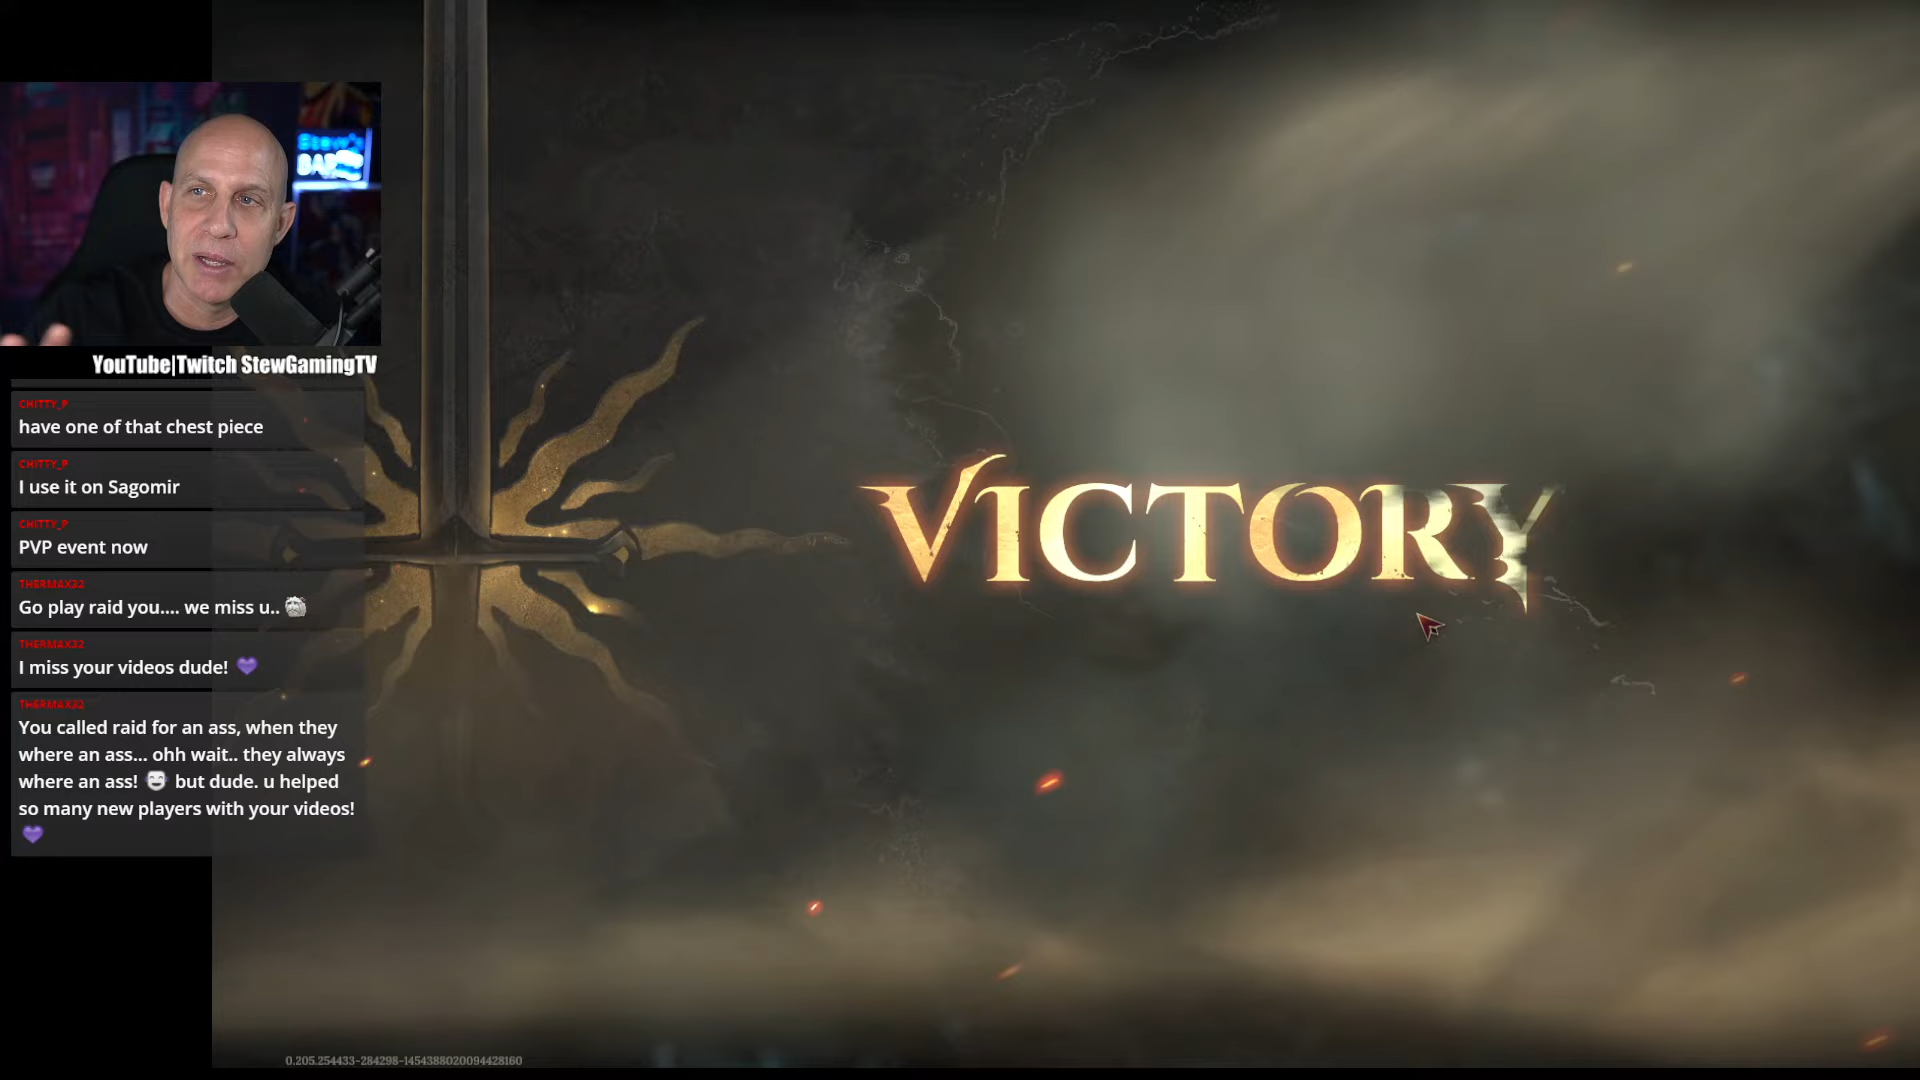 Stew's
BAR
YouTube|Twitch StewGamingTV
CHITTY_P
have one of that chest piece
CHITTY_P
I use it on Sagomir
CHITTY_P
PVP event now
THERMAX32
Go play raid you.... we miss u..
THERMAX32
I miss your videos dude!
THERMAX32
You called raid for an ass, when they
where an ass... ohh wait.. they always
where an ass! but dude. u helped
so many new players with your videos!
VICTORY
0.205.254433-284298-1454388020094428160